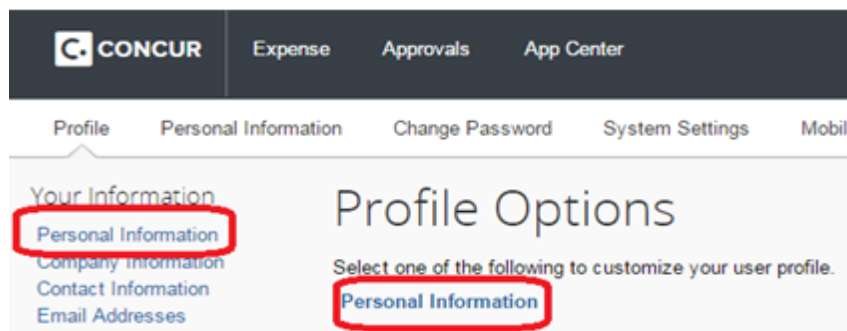 C. CONCUR Expense Approvals App Center
Profile Personal Information Change Password System Settings Mobil
Your Information
Personal Information
Company Information
Contact Information
Email Addresses
Profile Options
Select one of the following to customize your user profile.
Personal Information